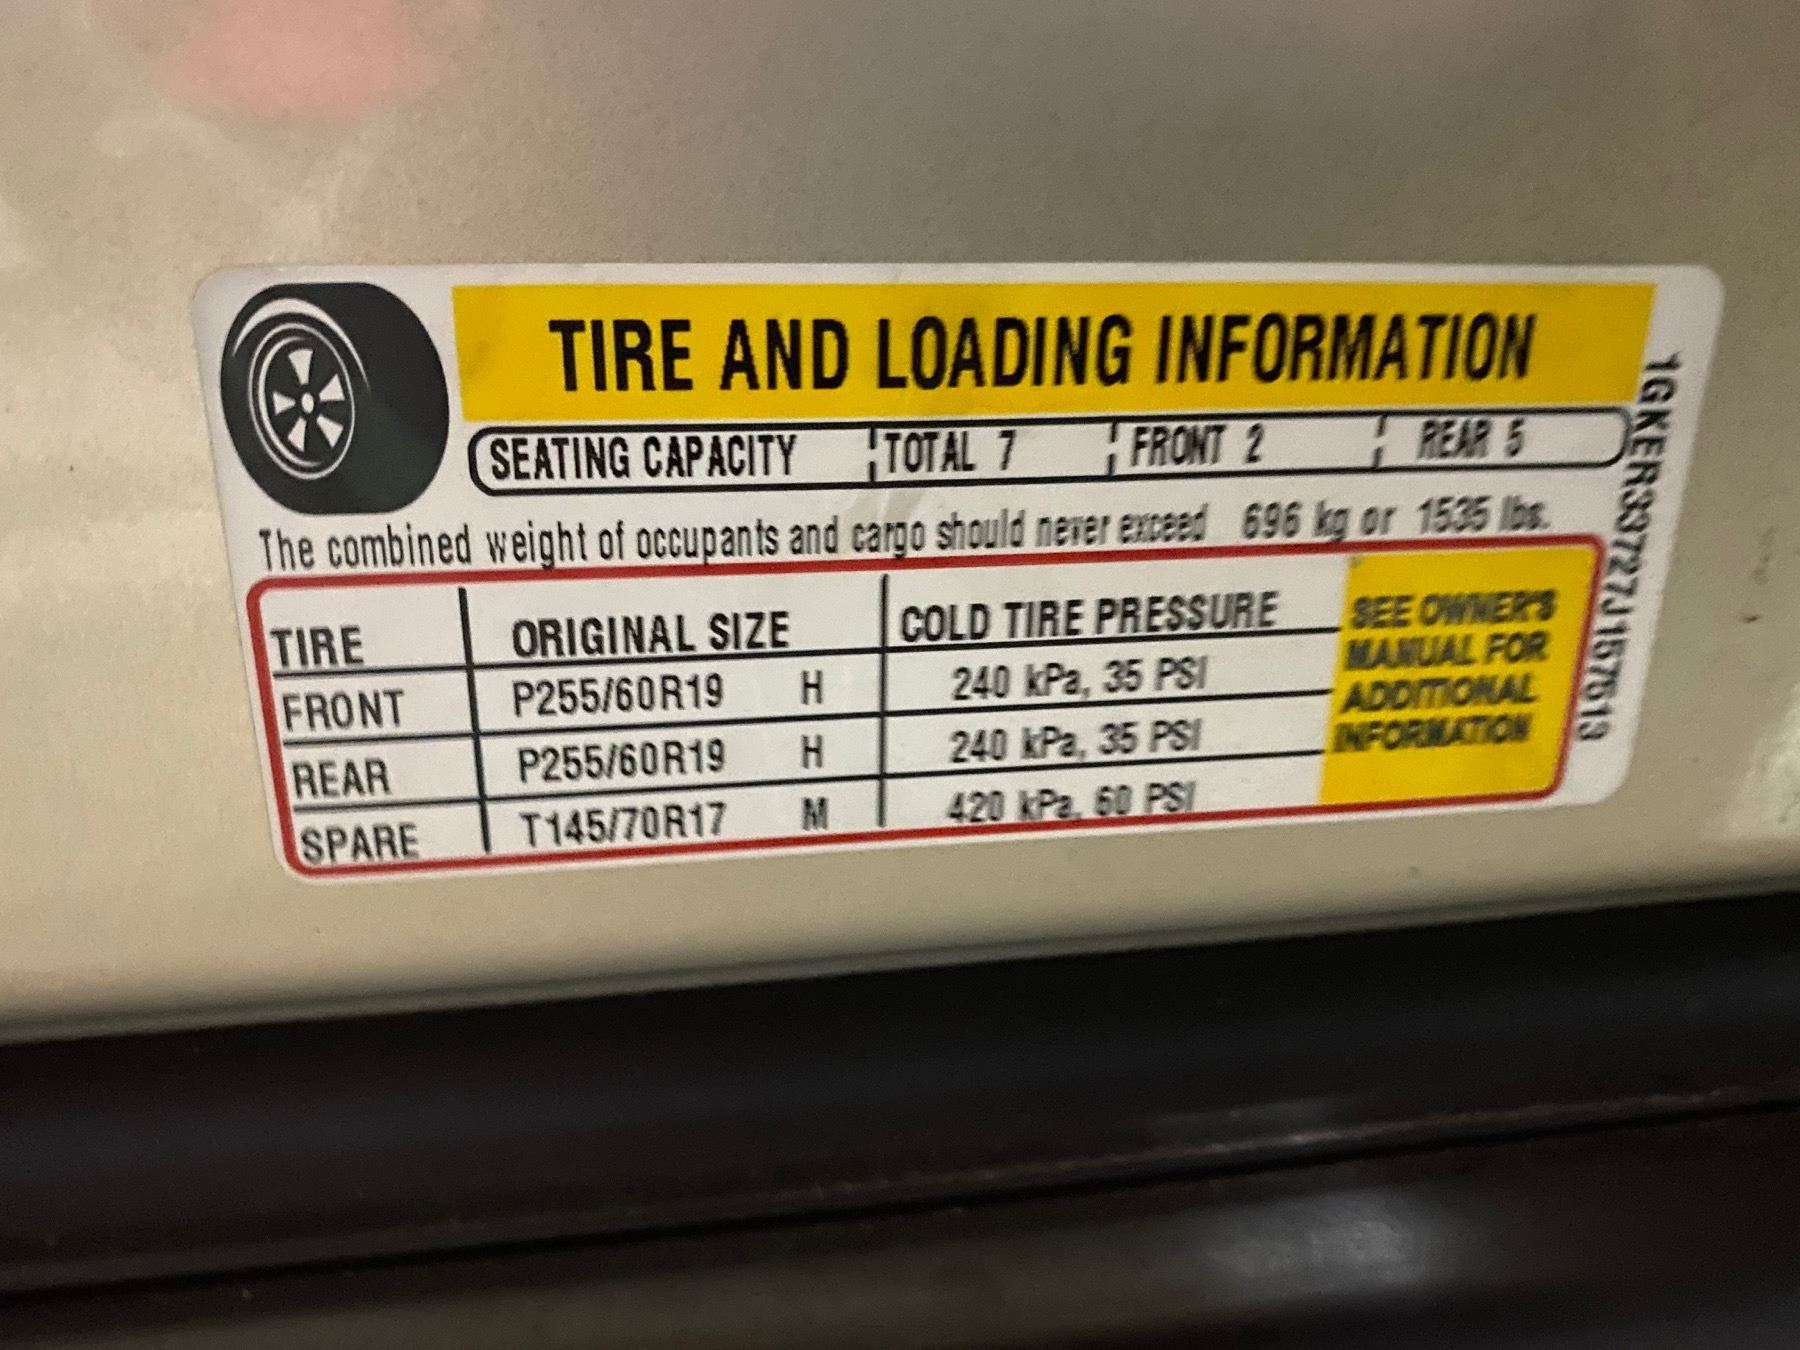 TIRE AND LOADING INFORMATION
SEATING CAPACITY TOTAL 7 FRONT 2 REAR 5
The combined weight of occupants and cargo should never exceed 696 kg or 1535 lbs.
TIRE ORIGINAL SIZE COLD TIRE PRESSURE
FRONT P255/60R19 H 240 kPa, 35 PSI
REAR P255/60R19 H 240 kPa, 35 PSI
SPARE T145/70R17 M 420 kPa, 60 PSI
SEE OWNER'S
MANUAL FOR
ADDITIONAL
INFORMATION